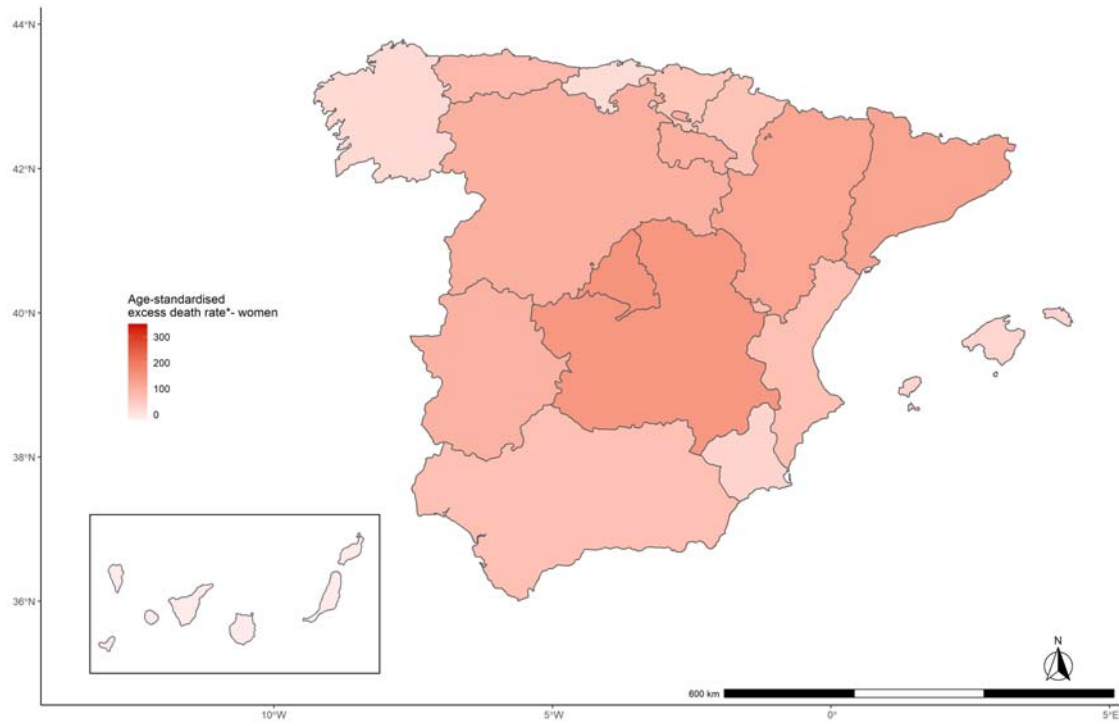 44°N
42°N
40°N
38°N
36°N
Age-standardised
excess death rate*- women
300
200
100
0
N
600 km
10°W
5°W
0°
5°E